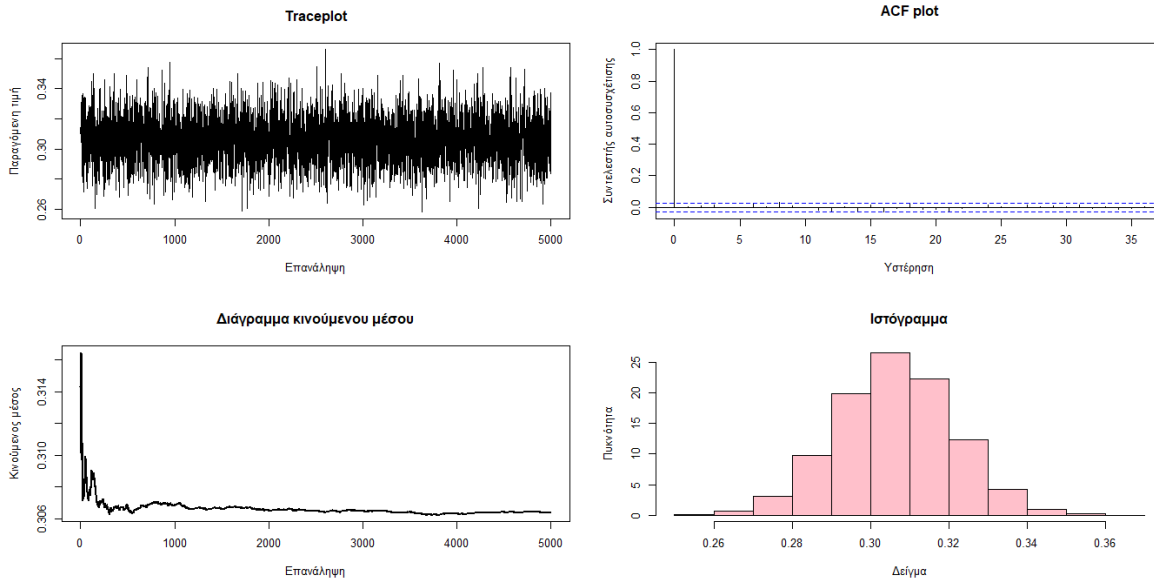 Traceplot
Παραγόμενη τιμή
0.26 0.30 0.34
0 1000 2000 3000 4000 5000
Επανάληψη
ACF plot
Συντελεστής αυτοσυσχέτισης
0.0 0.2 0.4 0.6 0.8 1.0
0 5 10 15 20 25 30 35
Υστέρηση
Διάγραμμα κινούμενου μέσου
Κινούμενος μέσος
0.306 0.310 0.314
0 1000 2000 3000 4000 5000
Επανάληψη
Ιστόγραμμα
Πυκνότητα
0 5 10 15 20 25
0.26 0.28 0.30 0.32 0.34 0.36
Δείγμα